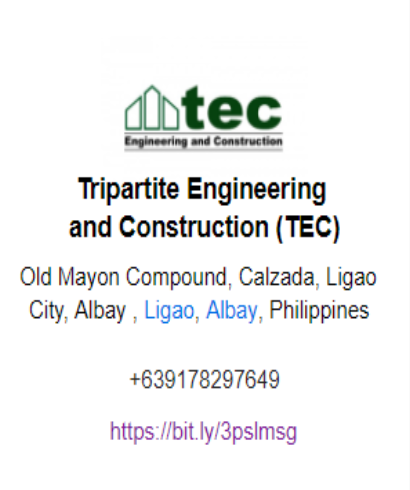 tec
Engineering and Construction
Tripartite Engineering
and Construction (TEC)
Old Mayon Compound, Calzada, Ligao
City, Albay , Ligao, Albay, Philippines
+639178297649
https://bit.ly/3pslmsg